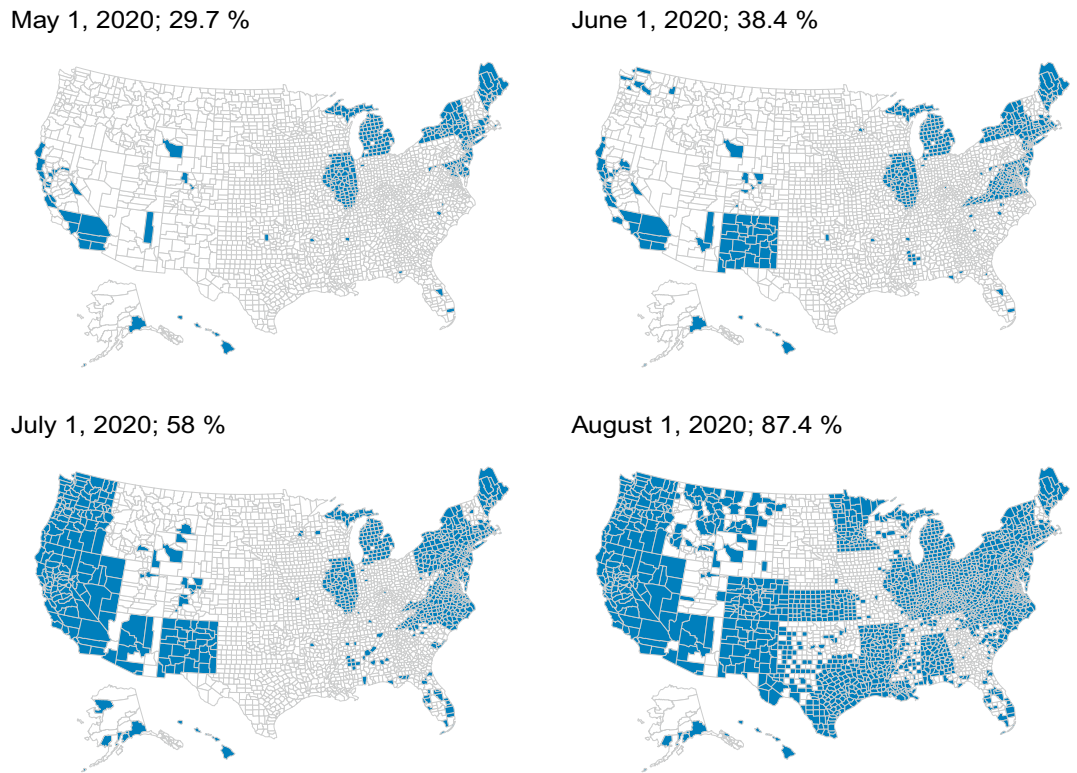 May 1, 2020; 29.7 %
June 1, 2020; 38.4 %
July 1, 2020; 58 %
August 1, 2020; 87.4 %